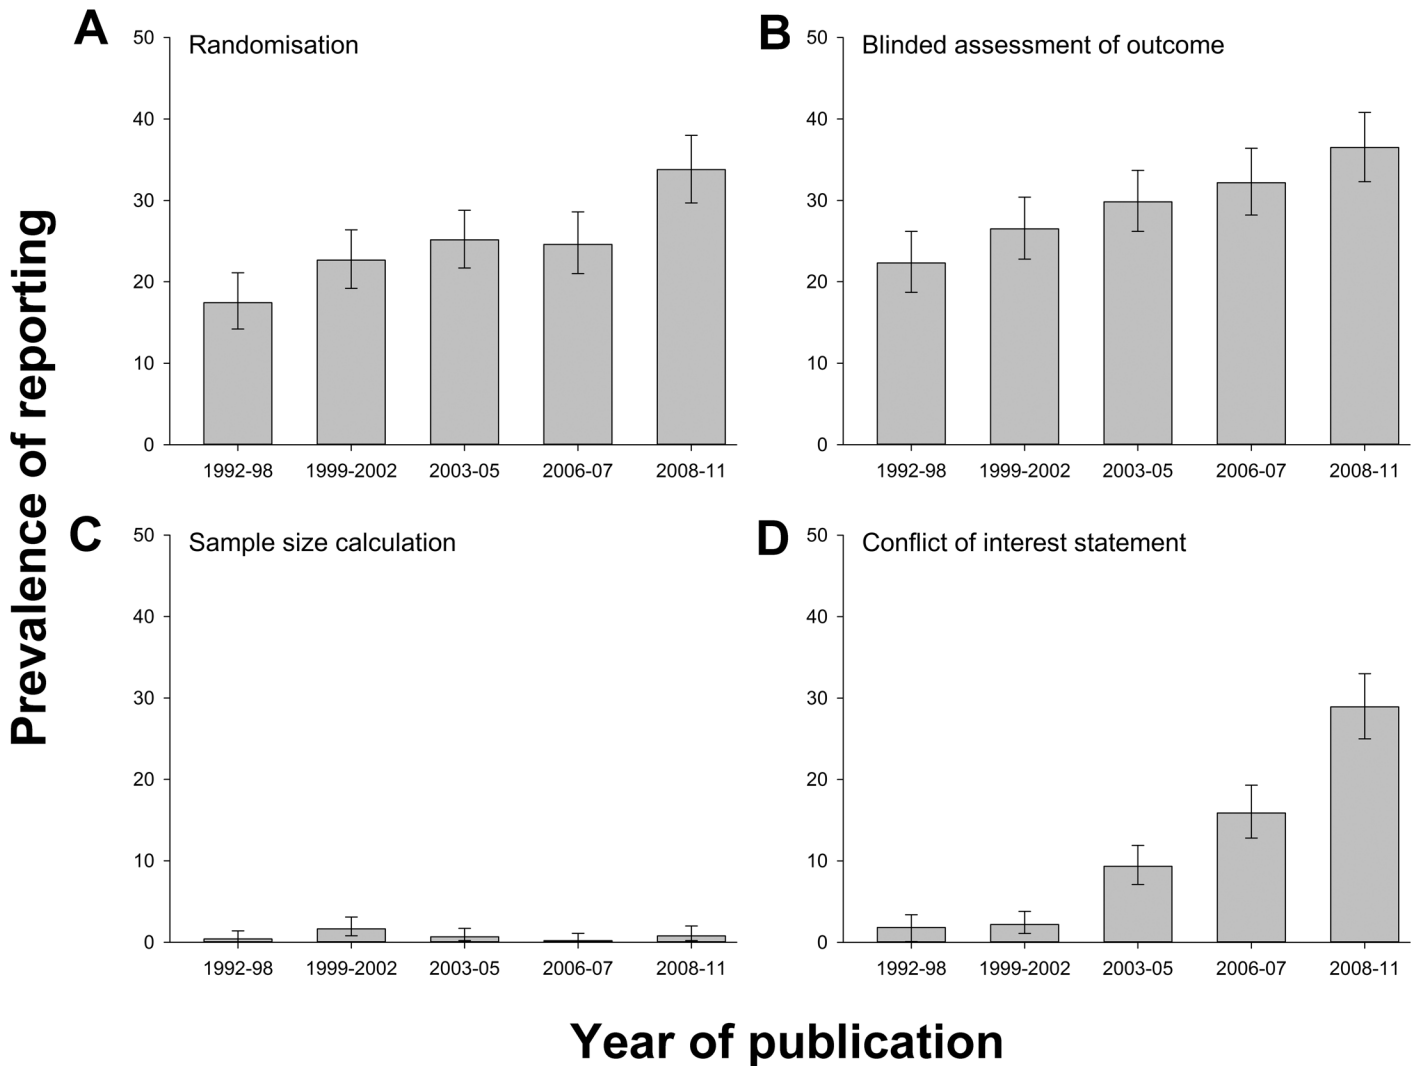 Prevalence of reporting
A
Randomisation
50
40
30
20
10
0
1992-98 1999-2002 2003-05 2006-07 2008-11
B
Blinded assessment of outcome
50
40
30
20
10
0
1992-98 1999-2002 2003-05 2006-07 2008-11
C
Sample size calculation
50
40
30
20
10
0
1992-98 1999-2002 2003-05 2006-07 2008-11
D
Conflict of interest statement
50
40
30
20
10
0
1992-98 1999-2002 2003-05 2006-07 2008-11
Year of publication